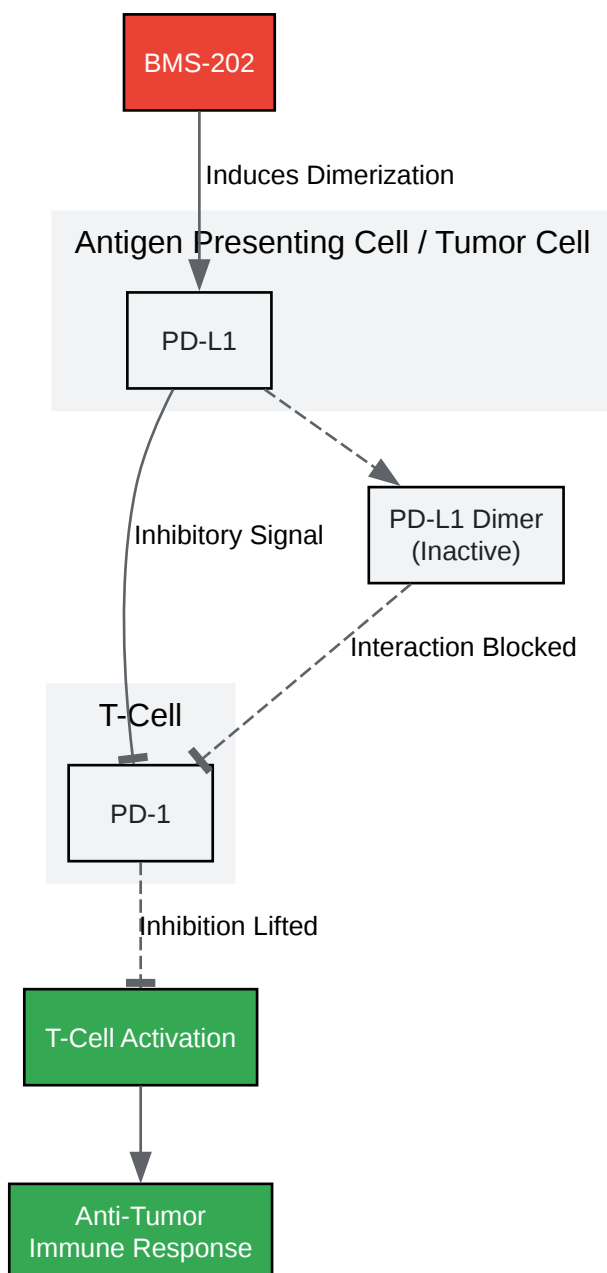 BMS-202
Induces Dimerization
Antigen Presenting Cell / Tumor Cell
PD-L1
PD-L1 Dimer
(Inactive)
Inhibitory Signal
Interaction Blocked
T-Cell
PD-1
Inhibition Lifted
T-Cell Activation
Anti-Tumor
Immune Response